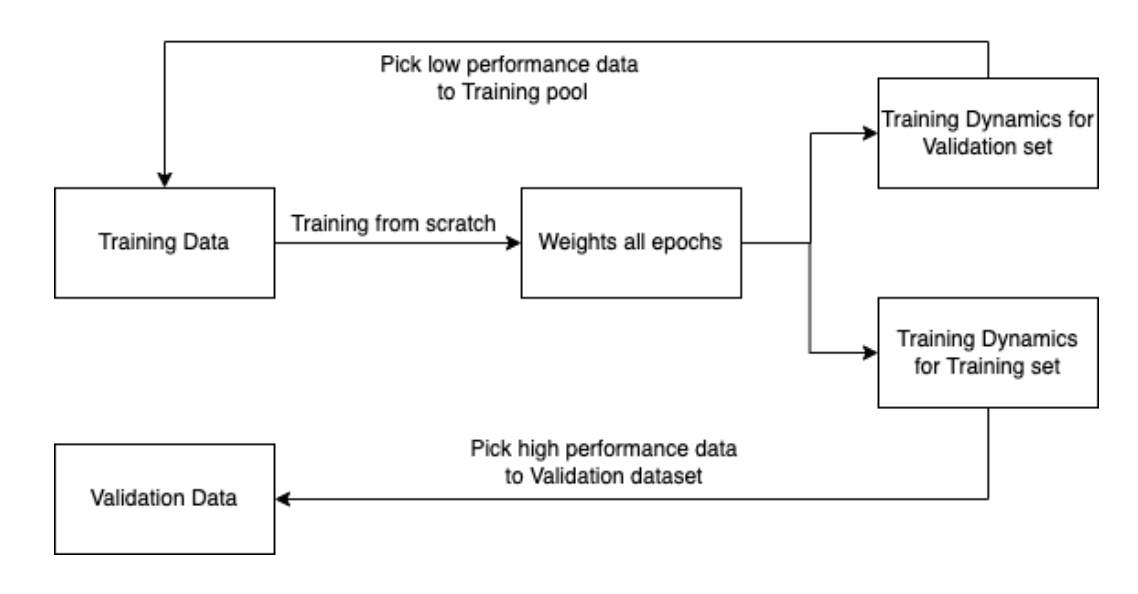 Pick low performance data
to Training pool
Training Dynamics for
Validation set
Training Data
Training from scratch
Weights all epochs
Training Dynamics
for Training set
Pick high performance data
to Validation dataset
Validation Data